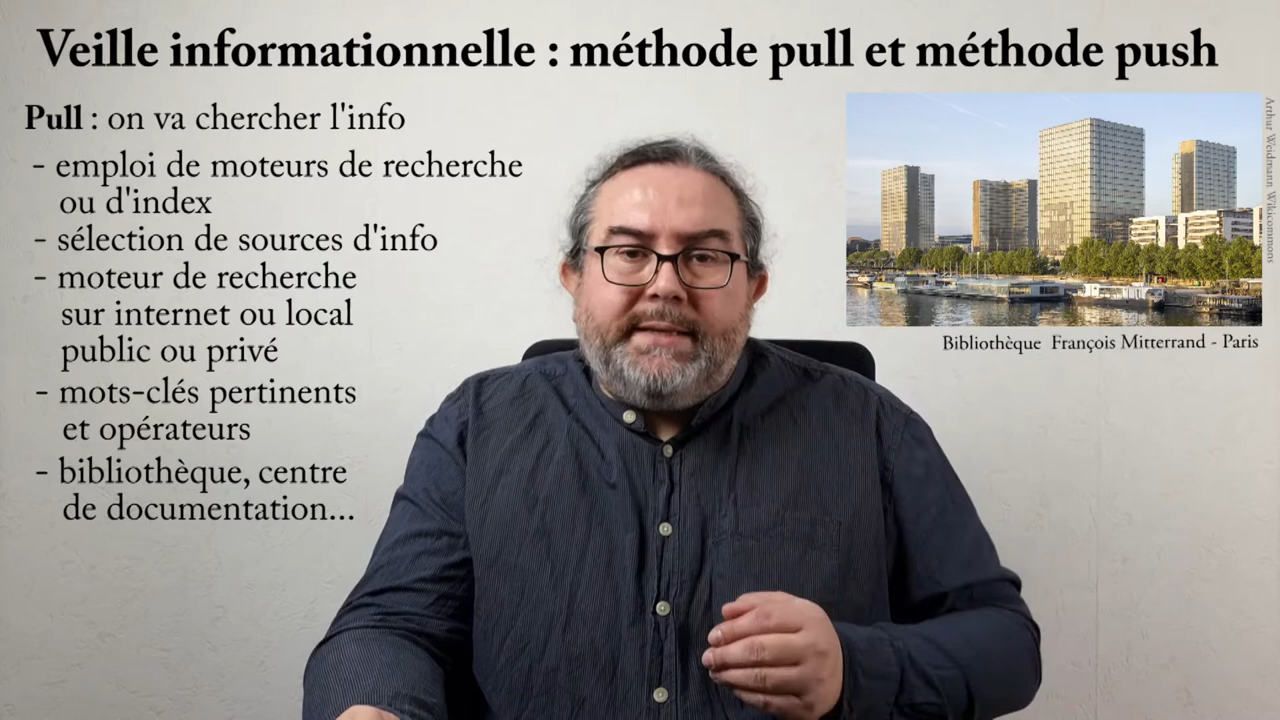 Veille informationnelle : méthode pull et méthode push
Pull : on va chercher l'info
- emploi de moteurs de recherche
ou d'index
- sélection de sources d'info
- moteur de recherche
sur internet ou local
public ou privé
- mots-clés pertinents
et opérateurs
- bibliothèque, centre
de documentation...
Arthur Weidmann Wikicommons
Bibliothèque François Mitterrand - Paris